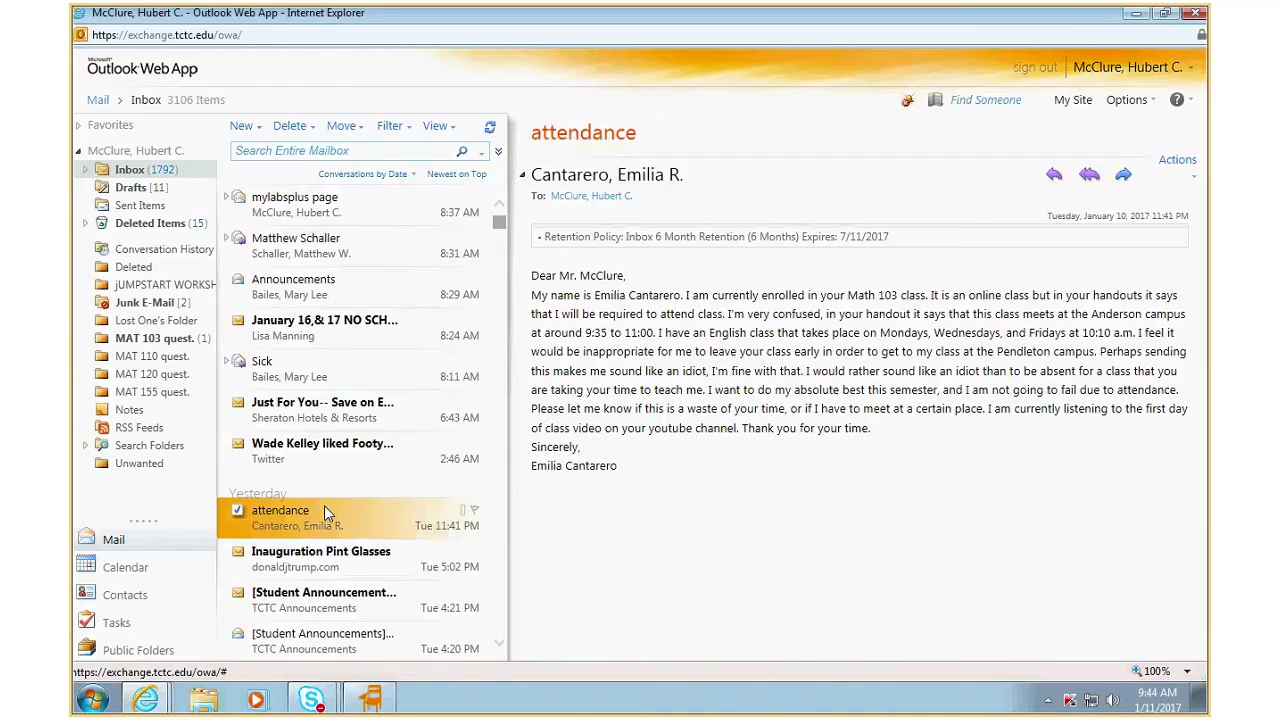 McClure, Hubert C. - Outlook Web App - Internet Explorer
https://exchange.tctc.edu/owa/
Microsoft
Outlook Web App
sign out
McClure, Hubert C.
Mail > Inbox 3106 Items
Find Someone
My Site
Options
Favorites
McClure, Hubert C.
Inbox (1792)
Drafts [11]
Sent Items
Deleted Items (15)
Conversation History
Deleted
jUMPSTART WORKSH
Junk E-Mail [2]
Lost One's Folder
MAT 103 quest. (1)
MAT 110 quest.
MAT 120 quest.
MAT 155 quest.
Notes
RSS Feeds
Search Folders
Unwanted
Mail
Calendar
Contacts
Tasks
Public Folders
New Delete Move Filter View
Search Entire Mailbox
Conversations by Date Newest on Top
mylabsplus page
McClure, Hubert C. 8:37 AM
Matthew Schaller
Schaller, Matthew W. 8:31 AM
Announcements
Bailes, Mary Lee 8:29 AM
January 16,& 17 NO SCH...
Lisa Manning 8:24 AM
Sick
Bailes, Mary Lee 8:11 AM
Just For You-- Save on E...
Sheraton Hotels & Resorts 6:43 AM
Wade Kelley liked Footy...
Twitter 2:46 AM
Yesterday
attendance
Cantarero, Emilia R. Tue 11:41 PM
Inauguration Pint Glasses
donaldjtrump.com Tue 5:02 PM
[Student Announcement...
TCTC Announcements Tue 4:21 PM
[Student Announcements]...
TCTC Announcements Tue 4:20 PM
attendance
Actions
Cantarero, Emilia R.
To: McClure, Hubert C.
Tuesday, January 10, 2017 11:41 PM
- Retention Policy: Inbox 6 Month Retention (6 Months) Expires: 7/11/2017
Dear Mr. McClure,
My name is Emilia Cantarero. I am currently enrolled in your Math 103 class. It is an online class but in your handouts it says
that I will be required to attend class. I'm very confused, in your handout it says that this class meets at the Anderson campus
at around 9:35 to 11:00. I have an English class that takes place on Mondays, Wednesdays, and Fridays at 10:10 a.m. I feel it
would be inappropriate for me to leave your class early in order to get to my class at the Pendleton campus. Perhaps sending
this makes me sound like an idiot, I'm fine with that. I would rather sound like an idiot than to be absent for a class that you
are taking your time to teach me. I want to do my absolute best this semester, and I am not going to fail due to attendance.
Please let me know if this is a waste of your time, or if I have to meet at a certain place. I am currently listening to the first day
of class video on your youtube channel. Thank you for your time.
Sincerely,
Emilia Cantarero
https://exchange.tctc.edu/owa/#
100%
9:44 AM
1/11/2017